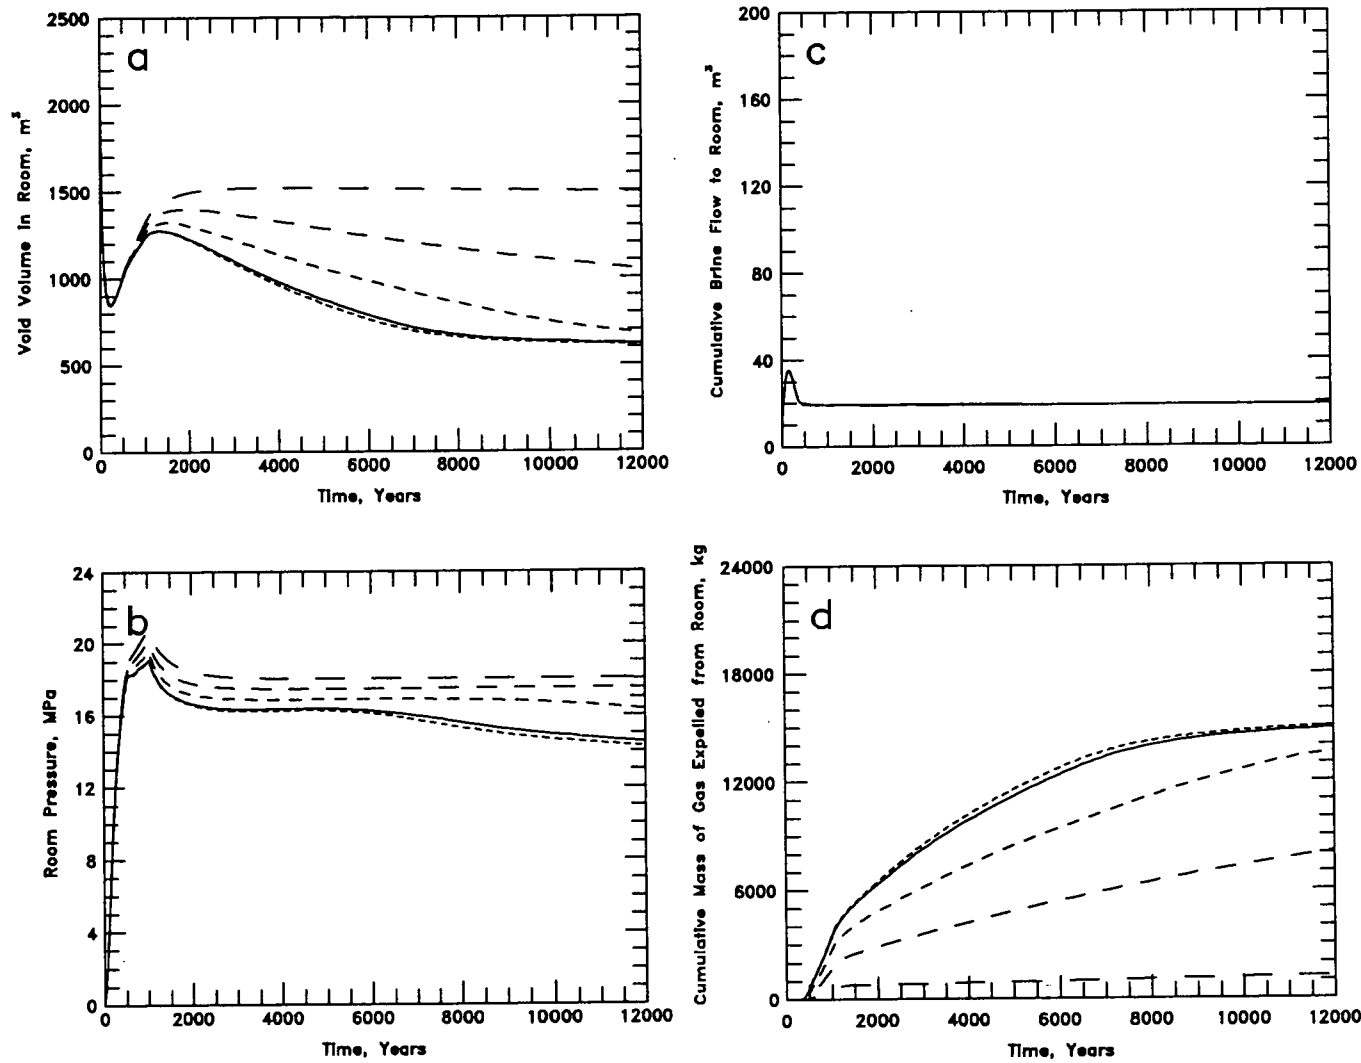 a
Void Volume in Room, m³
2500
2000
1500
1000
500
0
0 2000 4000 6000 8000 10000 12000
Time, Years
c
Cumulative Brine Flow to Room, m³
200
160
120
80
40
0
0 2000 4000 6000 8000 10000 12000
Time, Years
b
Room Pressure, MPa
24
20
16
12
8
4
0
0 2000 4000 6000 8000 10000 12000
Time, Years
d
Cumulative Mass of Gas Expelled from Room, kg
24000
18000
12000
6000
0
0 2000 4000 6000 8000 10000 12000
Time, Years